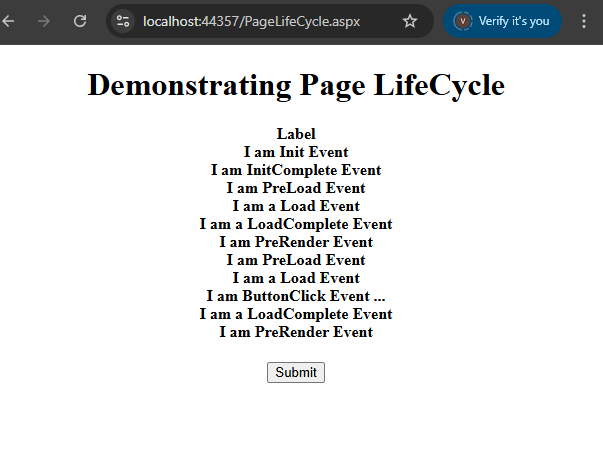 localhost:44357/PageLifeCycle.aspx
V
Verify it's you
Demonstrating Page LifeCycle
Label
I am Init Event
I am InitComplete Event
I am PreLoad Event
I am a Load Event
I am a LoadComplete Event
I am PreRender Event
I am PreLoad Event
I am a Load Event
I am ButtonClick Event ...
I am a LoadComplete Event
I am PreRender Event
Submit